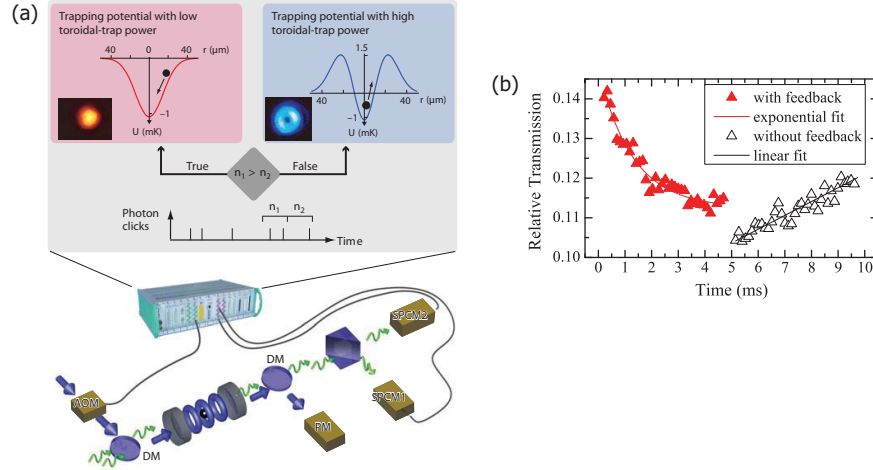 (a)
Trapping potential with low
toroidal-trap power
40
0
40
r (μm)
−1
U (mK)
Trapping potential with high
toroidal-trap power
1.5
40
40
r (μm)
−1
U (mK)
True
n1 > n2
False
Photon
clicks
n1
n2
Time
AOM
DM
DM
PM
SPCM2
SPCM1
(b)
Relative Transmission
0.14
0.13
0.12
0.11
0.10
with feedback
exponential fit
without feedback
linear fit
0 1 2 3 4 5 6 7 8 9 10
Time (ms)